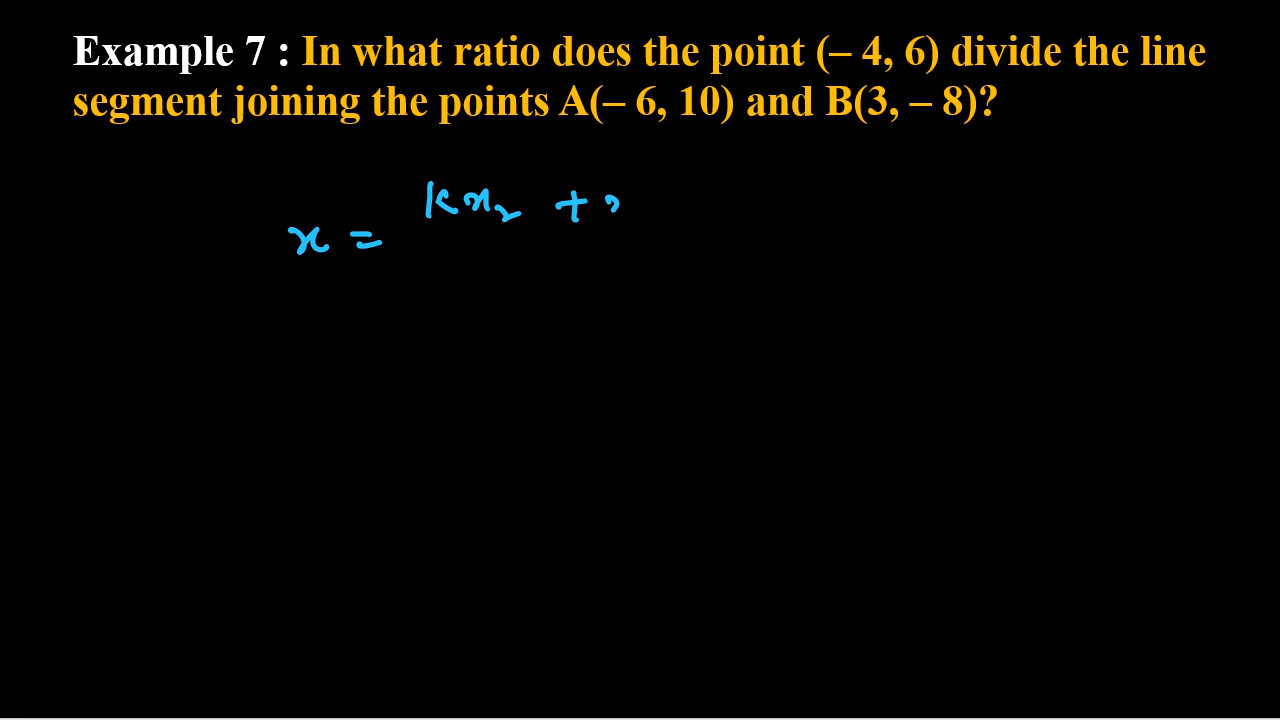 Example 7 : In what ratio does the point (– 4, 6) divide the line
segment joining the points A(– 6, 10) and B(3, – 8)?
kx₂ +
x =